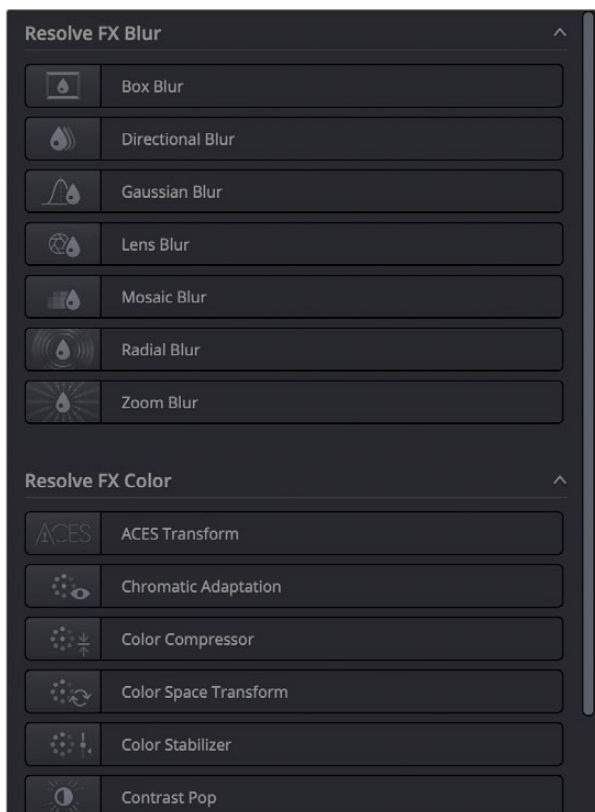 Resolve FX Blur
Box Blur
Directional Blur
Gaussian Blur
Lens Blur
Mosaic Blur
Radial Blur
Zoom Blur
Resolve FX Color
ACES
ACES Transform
Chromatic Adaptation
Color Compressor
Color Space Transform
Color Stabilizer
Contrast Pop